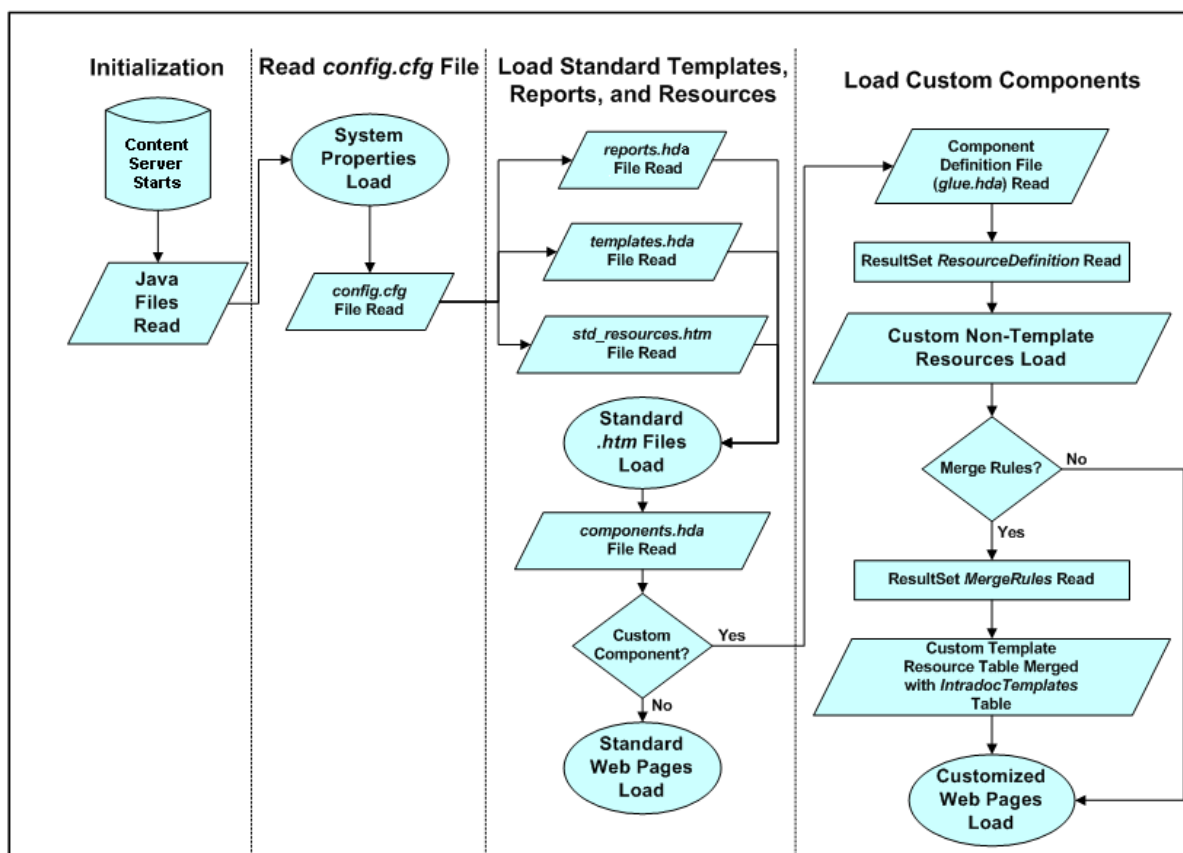 Initialization
Content
Server
Starts
Java
Files
Read
Read config.cfg File
System
Properties
Load
config.cfg
File Read
Load Standard Templates,
Reports, and Resources
reports.hda
File Read
templates.hda
File Read
std_resources.htm
File Read
Standard
.htm Files
Load
components.hda
File Read
Custom
Component?
Yes
No
Standard
Web Pages
Load
Load Custom Components
Component
Definition File
(glue.hda) Read
ResultSet ResourceDefinition Read
Custom Non-Template
Resources Load
Merge Rules?
No
Yes
ResultSet MergeRules Read
Custom Template
Resource Table Merged
with IntradocTemplates
Table
Customized
Web Pages
Load